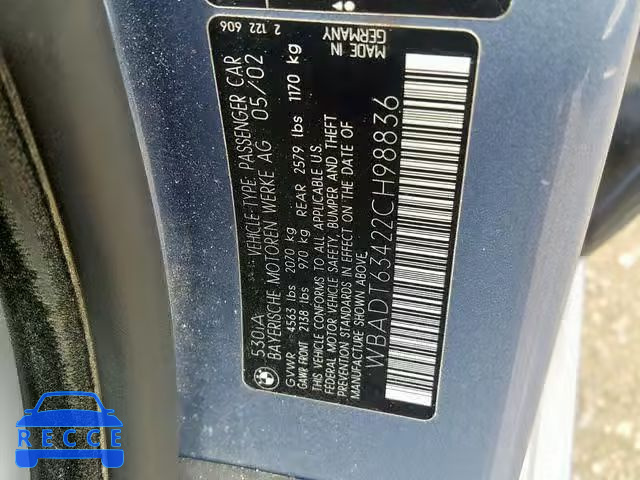 530iA VEHICLE-TYPE: PASSENGER CAR 2 122 606
BAYERISCHE MOTOREN WERKE AG 05/02
GVWR 4563 lbs 2070 kg
GAWR FRONT 2138 lbs 970 kg REAR 2579 lbs 1170 kg
THIS VEHICLE CONFORMS TO ALL APPLICABLE U.S.
FEDERAL MOTOR VEHICLE SAFETY, BUMPER AND THEFT
PREVENTION STANDARDS IN EFFECT ON THE DATE OF
MANUFACTURE SHOWN ABOVE
MADE IN
GERMANY
WBADT63422CH98836
RECCE